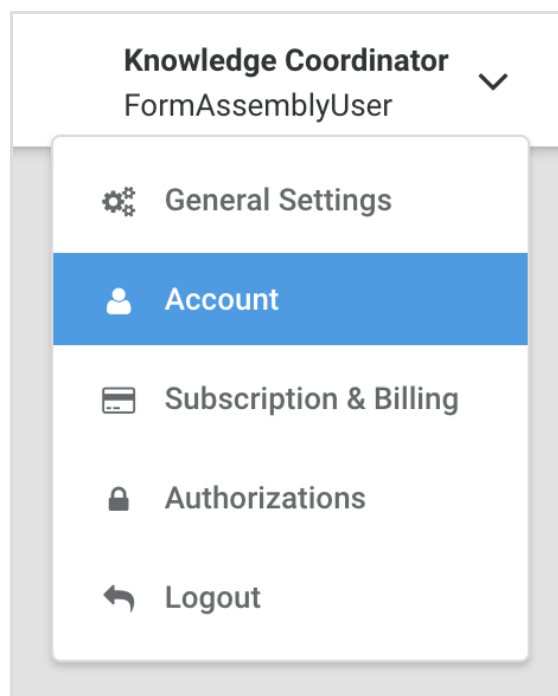 Knowledge Coordinator
FormAssemblyUser
General Settings
Account
Subscription & Billing
Authorizations
Logout